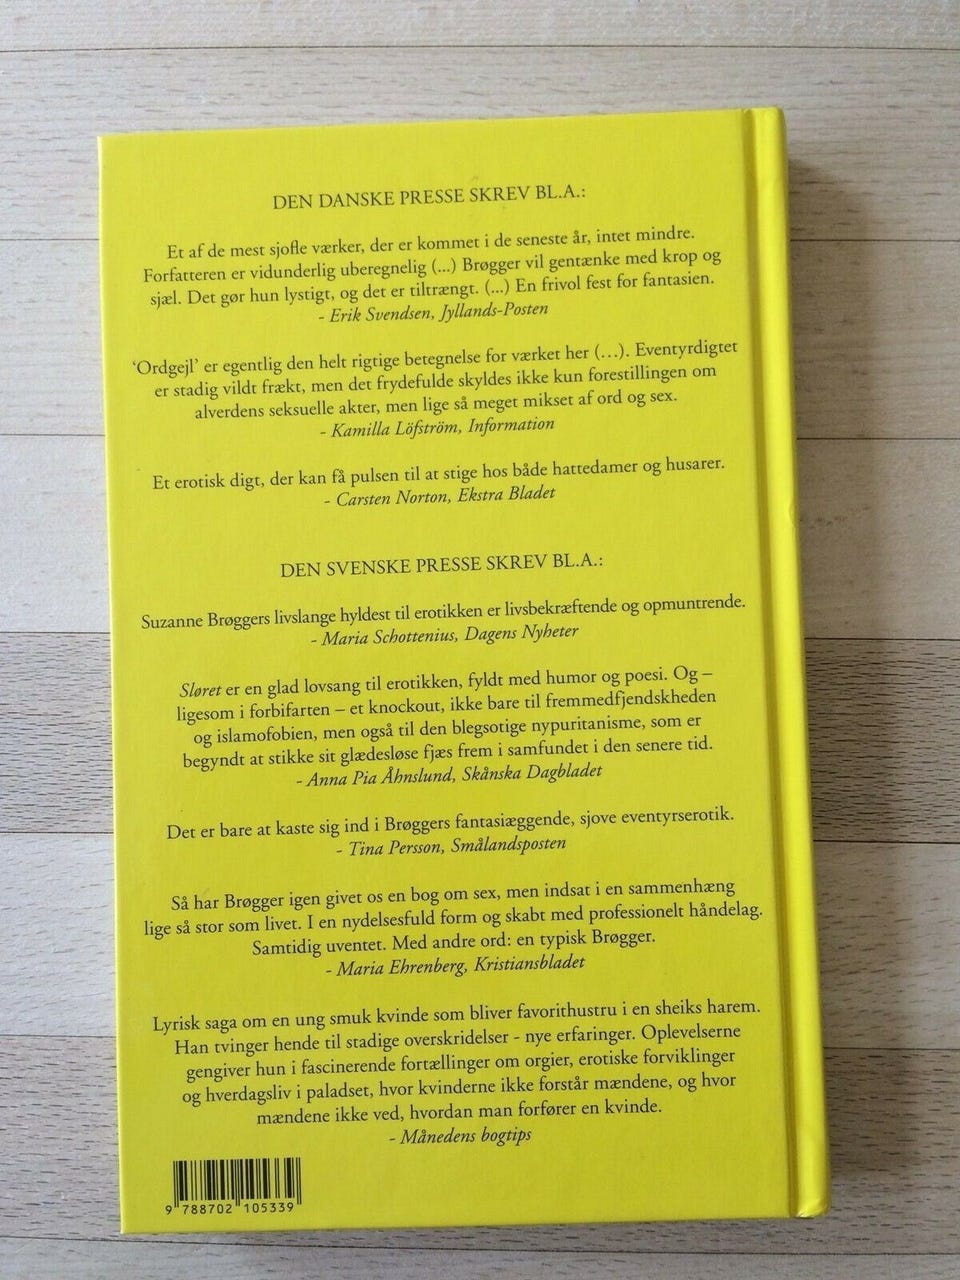 DEN DANSKE PRESSE SKREV BL.A.:
Et af de mest sjofle værker, der er kommet i de seneste år, intet mindre.
Forfatteren er vidunderlig uberegnelig (...) Brøgger vil gentænke med krop og
sjæl. Det gør hun lystigt, og det er tiltrængt. (...) En frivol fest for fantasien.
- Erik Svendsen, Jyllands-Posten
‘Ordgejl’ er egentlig den helt rigtige betegnelse for værket her (…). Eventyrdigtet
er stadig vildt frækt, men det frydefulde skyldes ikke kun forestillingen om
alverdens seksuelle akter, men lige så meget mikset af ord og sex.
- Kamilla Löfström, Information
Et erotisk digt, der kan få pulsen til at stige hos både hattedamer og husarer.
- Carsten Norton, Ekstra Bladet
DEN SVENSKE PRESSE SKREV BL.A.:
Suzanne Brøggers livslange hyldest til erotikken er livsbekræftende og opmuntrende.
- Maria Schottenius, Dagens Nyheter
Sløret er en glad lovsang til erotikken, fyldt med humor og poesi. Og –
ligesom i forbifarten – et knockout, ikke bare til fremmedfjendskheden
og islamofobien, men også til den blegsotige nypuritanisme, som er
begyndt at stikke sit glædesløse fjæs frem i samfundet i den senere tid.
- Anna Pia Åhnslund, Skånska Dagbladet
Det er bare at kaste sig ind i Brøggers fantasiæggende, sjove eventyrserotik.
- Tina Persson, Smålandsposten
Så har Brøgger igen givet os en bog om sex, men indsat i en sammenhæng
lige så stor som livet. I en nydelsesfuld form og skabt med professionelt håndelag.
Samtidig uventet. Med andre ord: en typisk Brøgger.
- Maria Ehrenberg, Kristiansbladet
Lyrisk saga om en ung smuk kvinde som bliver favorithustru i en sheiks harem.
Han tvinger hende til stadige overskridelser - nye erfaringer. Oplevelserne
gengiver hun i fascinerende fortællinger om orgier, erotiske forviklinger
og hverdagsliv i paladset, hvor kvinderne ikke forstår mændene, og hvor
mændene ikke ved, hvordan man forfører en kvinde.
- Månedens bogtips
9 788702 105339